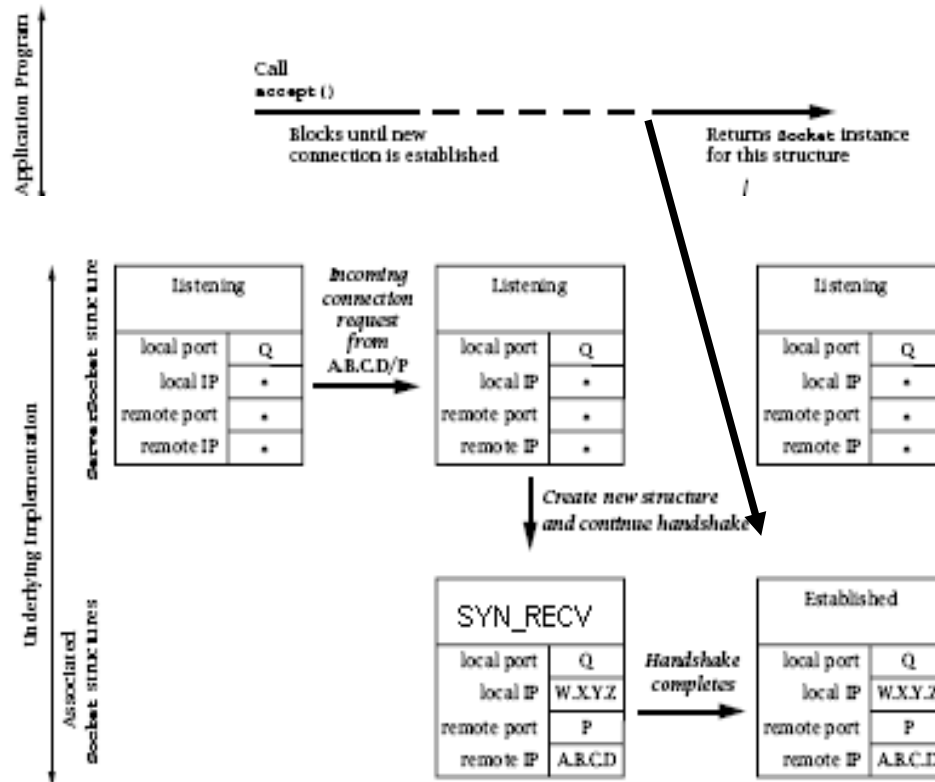 Application Program
Call
accept()
Blocks until new
connection is established
Returns Socket instance
for this structure
Underlying Implementation
ServerSocket structure
Listening
local port Q
local IP *
remote port *
remote IP *
Incoming
connection
request
from
A.B.C.D/P
Listening
local port Q
local IP *
remote port *
remote IP *
Listening
local port Q
local IP *
remote port *
remote IP *
Create new structure
and continue handshake
Associated
Socket structures
SYN_RECV
local port Q
local IP W.X.Y.Z
remote port P
remote IP A.B.C.D
Handshake
completes
Established
local port Q
local IP W.X.Y.Z
remote port P
remote IP A.B.C.D